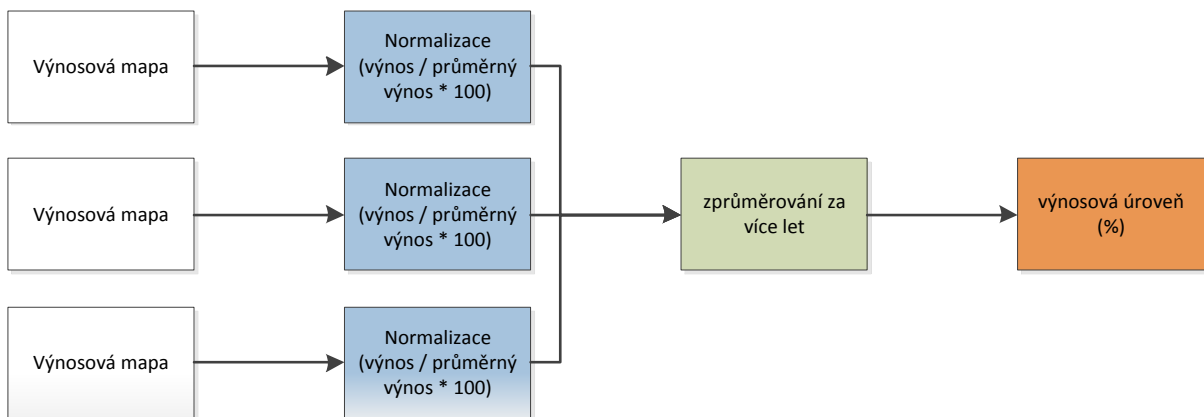 Výnosová mapa
Normalizace
(výnos / průměrný
výnos * 100)
Výnosová mapa
Normalizace
(výnos / průměrný
výnos * 100)
zprůměrování za
více let
výnosová úroveň
(%)
Výnosová mapa
Normalizace
(výnos / průměrný
výnos * 100)